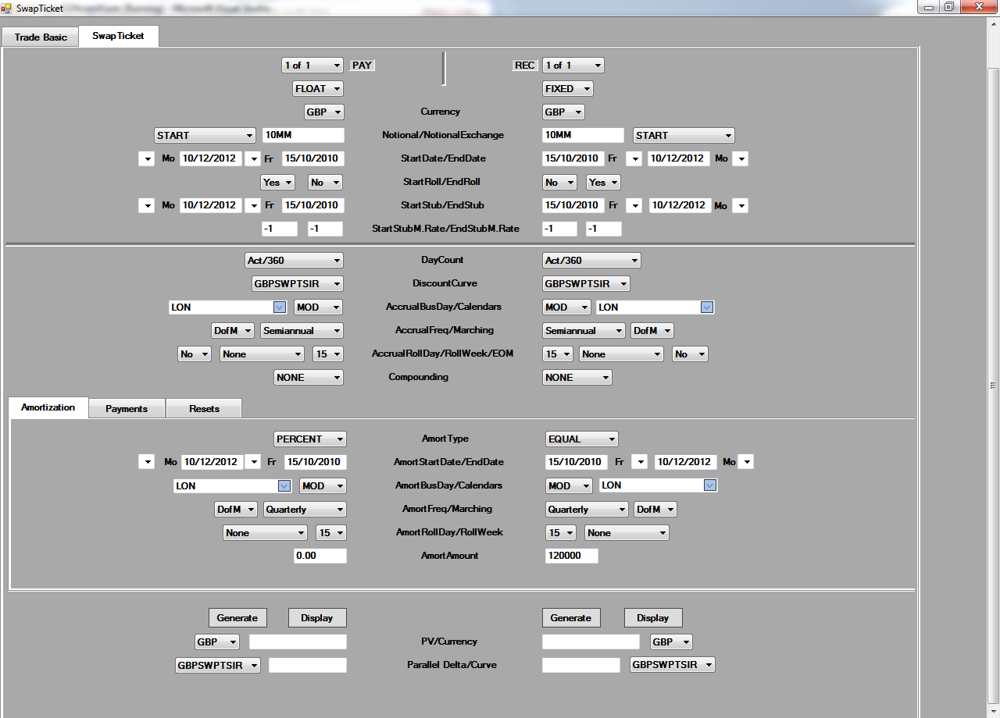 SwapTicket
Trade Basic SwapTicket
1 of 1 PAY REC 1 of 1
FLOAT FIXED
GBP Currency GBP
START 10MM Notional/NotionalExchange 10MM START
Mo 10/12/2012 Fr 15/10/2010 StartDate/EndDate 15/10/2010 Fr 10/12/2012 Mo
Yes No StartRoll/EndRoll No Yes
Mo 10/12/2012 Fr 15/10/2010 StartStub/EndStub 15/10/2010 Fr 10/12/2012 Mo
-1 -1 StartStubM.Rate/EndStubM.Rate -1 -1
Act/360 DayCount Act/360
GBPSWPTSIR DiscountCurve GBPSWPTSIR
LON MOD AccrualBusDay/Calendars MOD LON
DofM Semiannual AccrualFreq/Marching Semiannual DofM
No None 15 AccrualRollDay/RollWeek/EOM 15 None No
NONE Compounding NONE
Amortization Payments Resets
PERCENT AmortType EQUAL
Mo 10/12/2012 Fr 15/10/2010 AmortStartDate/EndDate 15/10/2010 Fr 10/12/2012 Mo
LON MOD AmortBusDay/Calendars MOD LON
DofM Quarterly AmortFreq/Marching Quarterly DofM
None 15 AmortRollDay/RollWeek 15 None
0.00 AmortAmount 120000
Generate Display Generate Display
GBP PV/Currency GBP
GBPSWPTSIR Parallel Delta/Curve GBPSWPTSIR